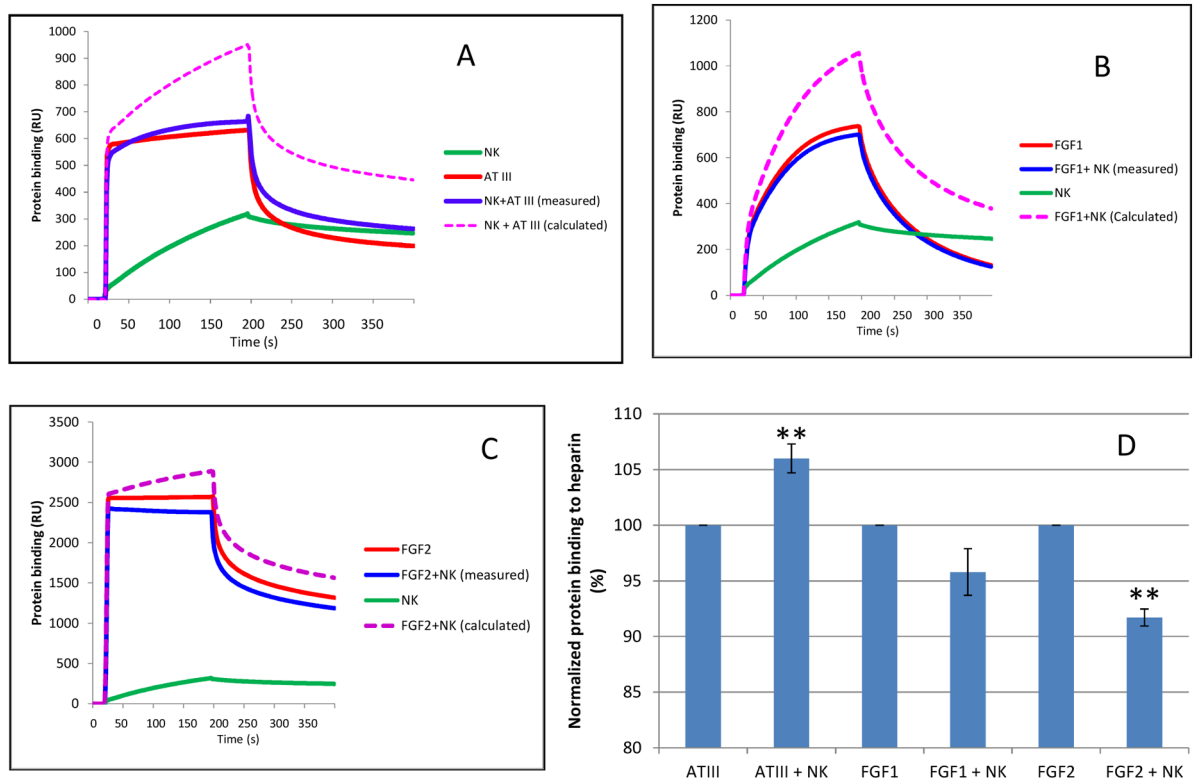 A
Protein binding (RU)
1000
900
800
700
600
500
400
300
200
100
0
0 50 100 150 200 250 300 350
Time (s)
NK
AT III
NK+AT III (measured)
NK + AT III (calculated)
B
Protein binding (RU)
1200
1000
800
600
400
200
0
0 50 100 150 200 250 300 350
Time (s)
FGF1
FGF1+ NK (measured)
NK
FGF1+NK (Calculated)
C
Protein binding (RU)
3500
3000
2500
2000
1500
1000
500
0
0 50 100 150 200 250 300 350
Time (s)
FGF2
FGF2+NK (measured)
NK
FGF2+NK (calculated)
D
Normalized protein binding to heparin
(%)
110
105
100
95
90
85
80
**
**
ATIII ATIII + NK FGF1 FGF1 + NK FGF2 FGF2 + NK